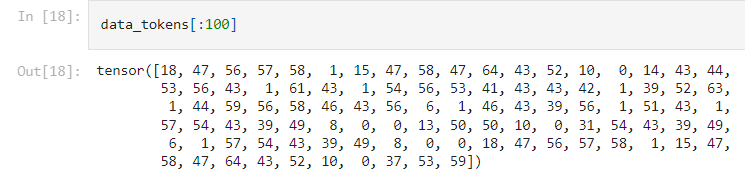 In [18]: data_tokens[:100]
Out[18]: tensor([18, 47, 56, 57, 58,  1, 15, 47, 58, 47, 64, 43, 52, 10,  0, 14, 43, 44,
53, 56, 43,  1, 61, 43,  1, 54, 56, 53, 41, 43, 43, 42,  1, 39, 52, 63,
1, 44, 59, 56, 58, 46, 43, 56,  6,  1, 46, 43, 39, 56,  1, 51, 43,  1,
57, 54, 43, 39, 49,  8,  0,  0, 13, 50, 50, 10,  0, 31, 54, 43, 39, 49,
6,  1, 57, 54, 43, 39, 49,  8,  0,  0, 18, 47, 56, 57, 58,  1, 15, 47,
58, 47, 64, 43, 52, 10,  0, 37, 53, 59])